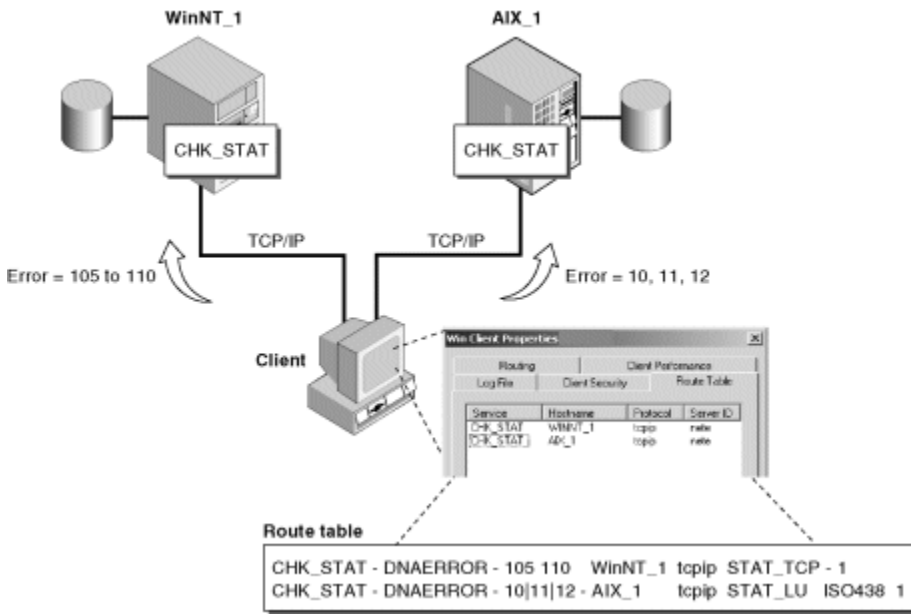 WinNT_1
AIX_1
CHK_STAT
CHK_STAT
TCP/IP
TCP/IP
Error = 105 to 110
Error = 10, 11, 12
Client
Win Client Properties
Routing
Client Performance
Log File
Client Security
Route Table
Service Hostname Protocol Server ID
CHK_STAT WINNT_1 tcpip nete
CHK_STAT AIX_1 tcpip nete
Route table
CHK_STAT - DNAERROR - 105 110 WinNT_1 tcpip STAT_TCP - 1
CHK_STAT - DNAERROR - 10|11|12 - AIX_1 tcpip STAT_LU ISO438 1